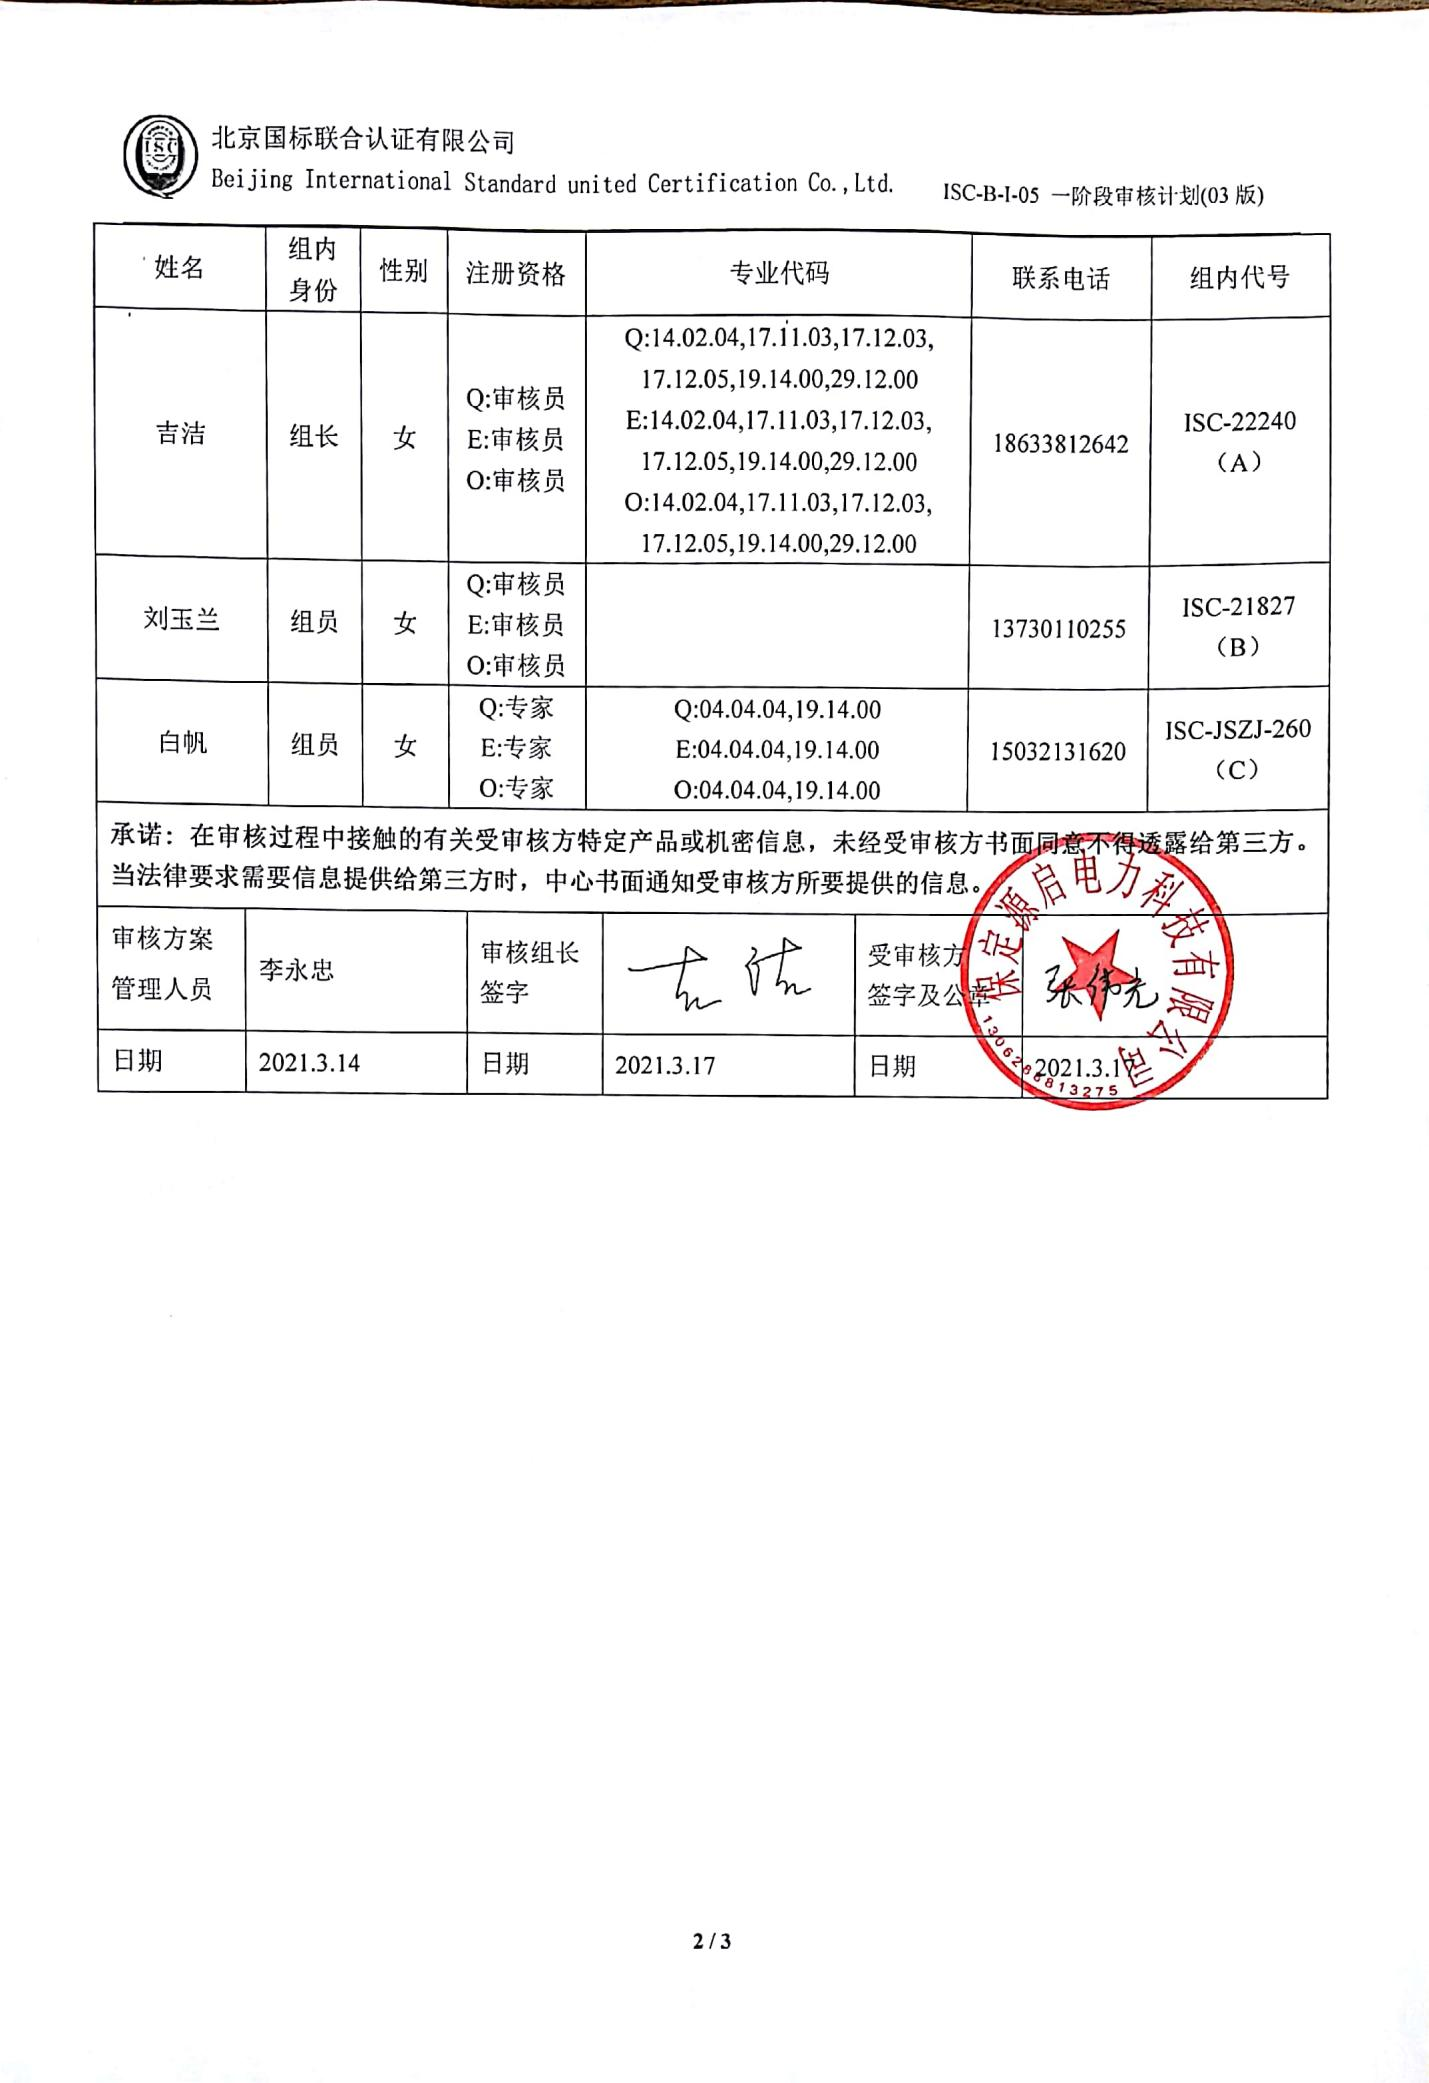 ISC
北京国标联合认证有限公司
Beijing International Standard united Certification Co.,Ltd.
ISC-B-I-05 一阶段审核计划(03 版)
姓名
组内
身份
性别
注册资格
专业代码
联系电话
组内代号
吉洁
组长
女
Q:审核员
E:审核员
O:审核员
Q:14.02.04,17.11.03,17.12.03,
17.12.05,19.14.00,29.12.00
E:14.02.04,17.11.03,17.12.03,
17.12.05,19.14.00,29.12.00
O:14.02.04,17.11.03,17.12.03,
17.12.05,19.14.00,29.12.00
18633812642
ISC-22240
（A）
刘玉兰
组员
女
Q:审核员
E:审核员
O:审核员
13730110255
ISC-21827
（B）
白帆
组员
女
Q:专家
E:专家
O:专家
Q:04.04.04,19.14.00
E:04.04.04,19.14.00
O:04.04.04,19.14.00
15032131620
ISC-JSZJ-260
（C）
承诺：在审核过程中接触的有关受审核方特定产品或机密信息，未经受审核方书面同意不得透露给第三方。
当法律要求需要信息提供给第三方时，中心书面通知受审核方所要提供的信息。
审核方案
管理人员
李永忠
审核组长
签字
吉洁
受审核方
签字及公章
张伟光
保定源启电力科技有限公司
1306288813275
日期
2021.3.14
日期
2021.3.17
日期
2021.3.17
2 / 3